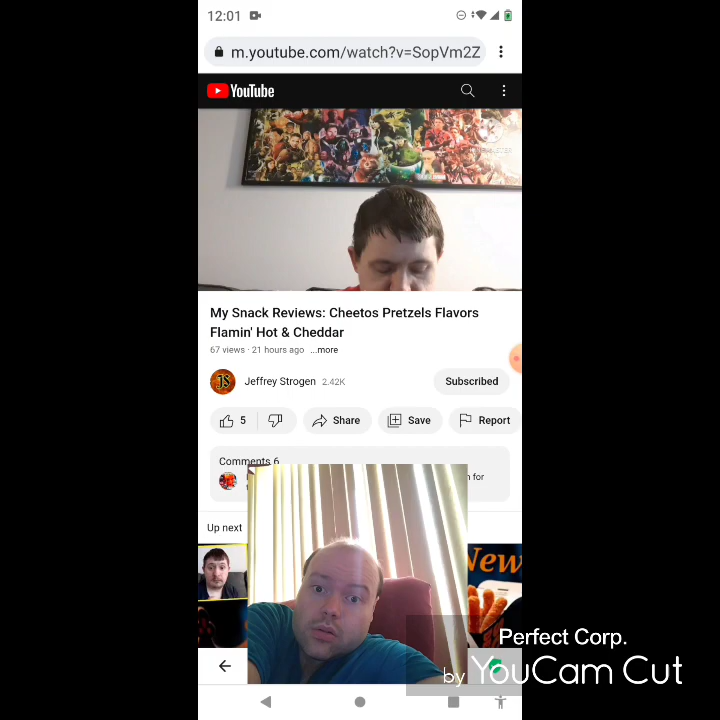 12:01
m.youtube.com/watch?v=SopVm2Z
YouTube
My Snack Reviews: Cheetos Pretzels Flavors
Flamin' Hot & Cheddar
67 views · 21 hours ago ...more
JS
Jeffrey Strogen 2.42K
Subscribed
5
Share
Save
Report
Comments 6
for
Up next
New
Perfect Corp.
by YouCam Cut